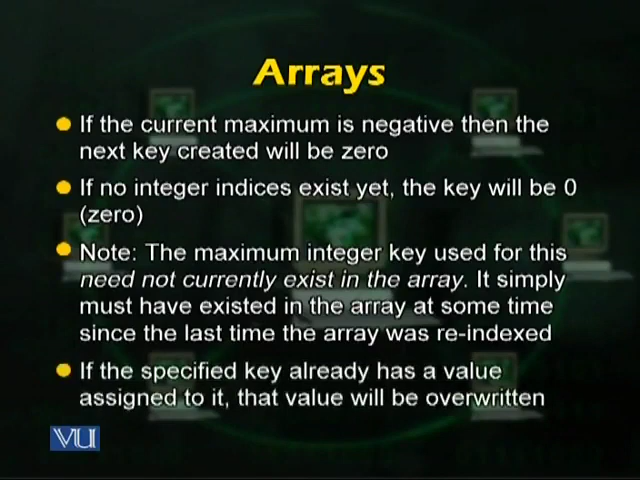 Arrays
If the current maximum is negative then the
next key created will be zero
If no integer indices exist yet, the key will be 0
(zero)
Note: The maximum integer key used for this
need not currently exist in the array. It simply
must have existed in the array at some time
since the last time the array was re-indexed
If the specified key already has a value
assigned to it, that value will be overwritten
VU